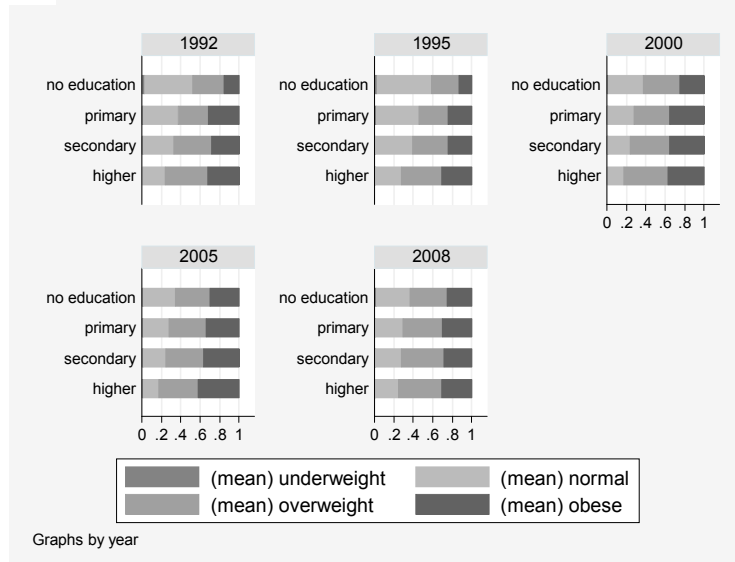 1992
no education
primary
secondary
higher
1995
no education
primary
secondary
higher
2000
no education
primary
secondary
higher
0 .2 .4 .6 .8 1
2005
no education
primary
secondary
higher
0 .2 .4 .6 .8 1
2008
no education
primary
secondary
higher
0 .2 .4 .6 .8 1
(mean) underweight (mean) normal
(mean) overweight (mean) obese
Graphs by year